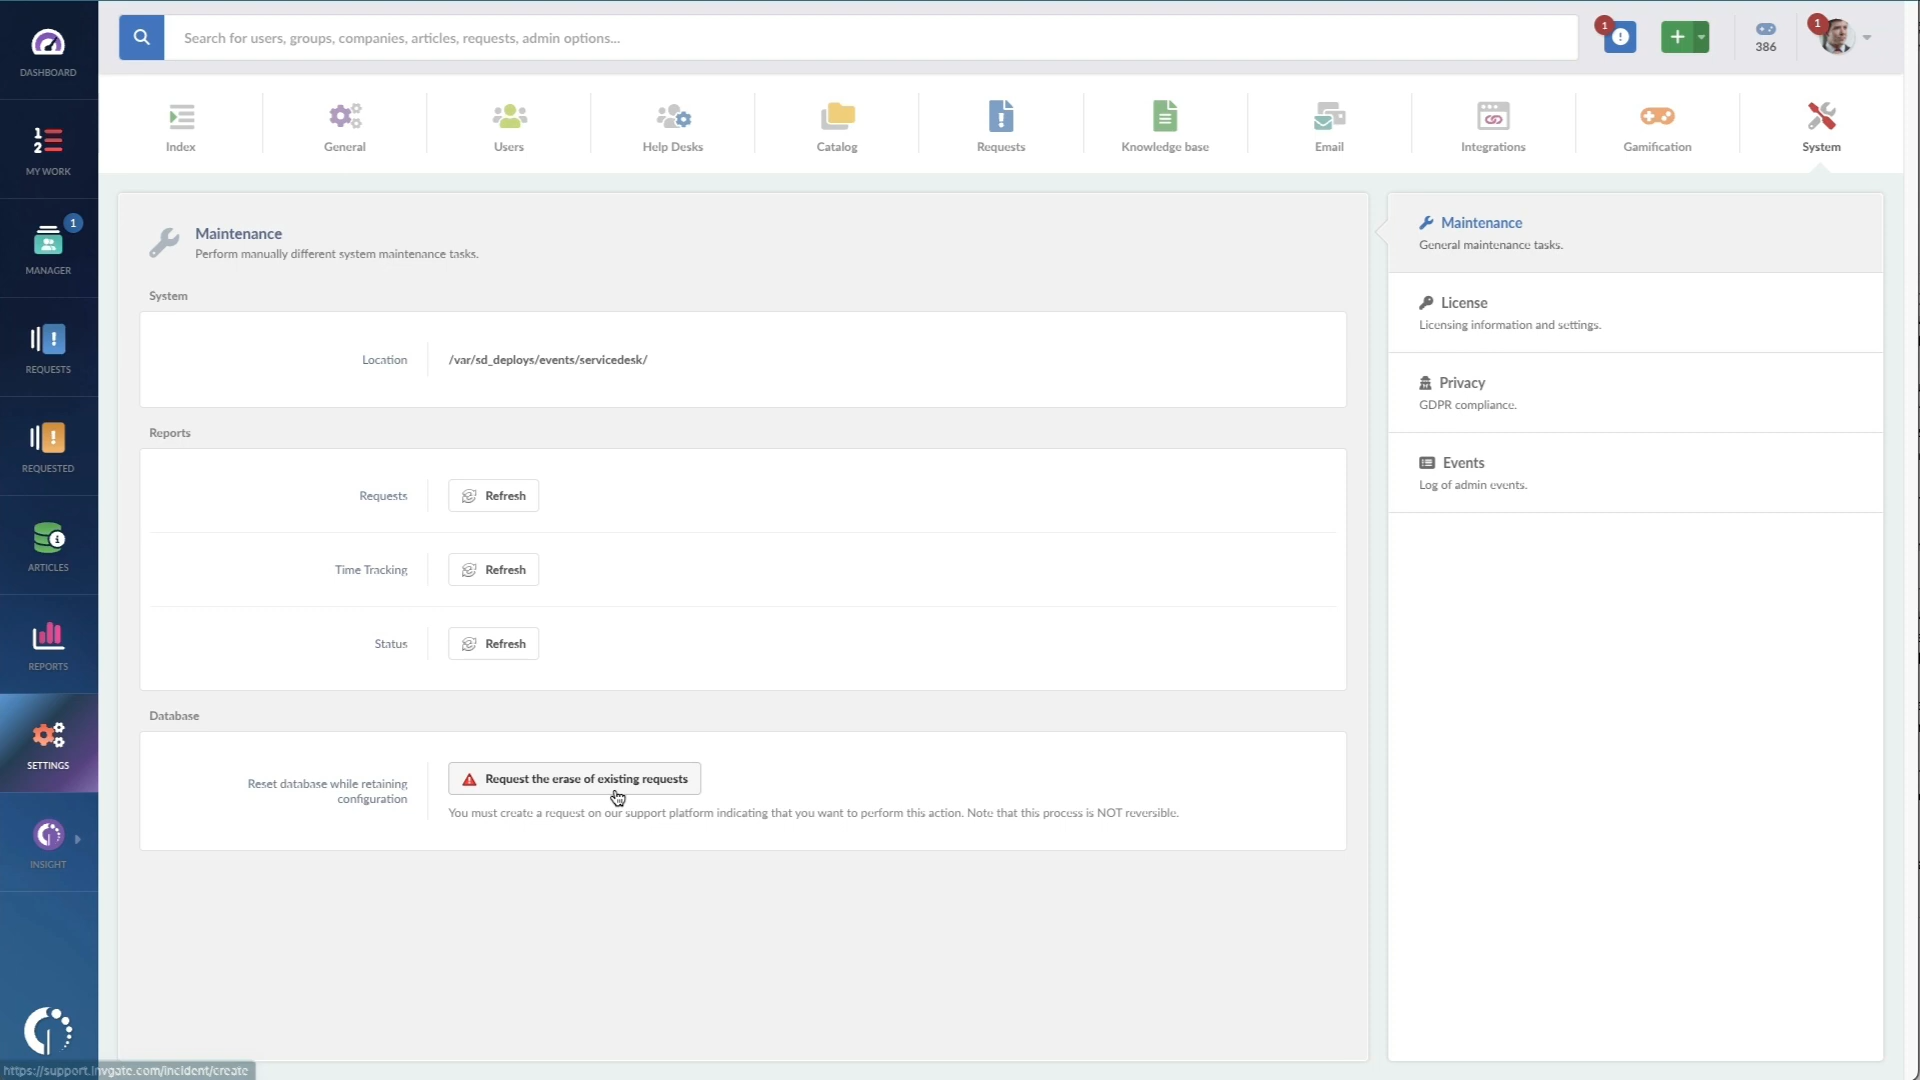 Search for users, groups, companies, articles, requests, admin options...
1
386
1
DASHBOARD
MY WORK
1
MANAGER
REQUESTS
REQUESTED
ARTICLES
REPORTS
SETTINGS
INSIGHT
Index
General
Users
Help Desks
Catalog
Requests
Knowledge base
Email
Integrations
Gamification
System
Maintenance
Perform manually different system maintenance tasks.
System
Location
/var/sd_deploys/events/servicedesk/
Reports
Requests
Refresh
Time Tracking
Refresh
Status
Refresh
Database
Reset database while retaining
configuration
Request the erase of existing requests
You must create a request on our support platform indicating that you want to perform this action. Note that this process is NOT reversible.
Maintenance
General maintenance tasks.
License
Licensing information and settings.
Privacy
GDPR compliance.
Events
Log of admin events.
https://support.invgate.com/incident/create